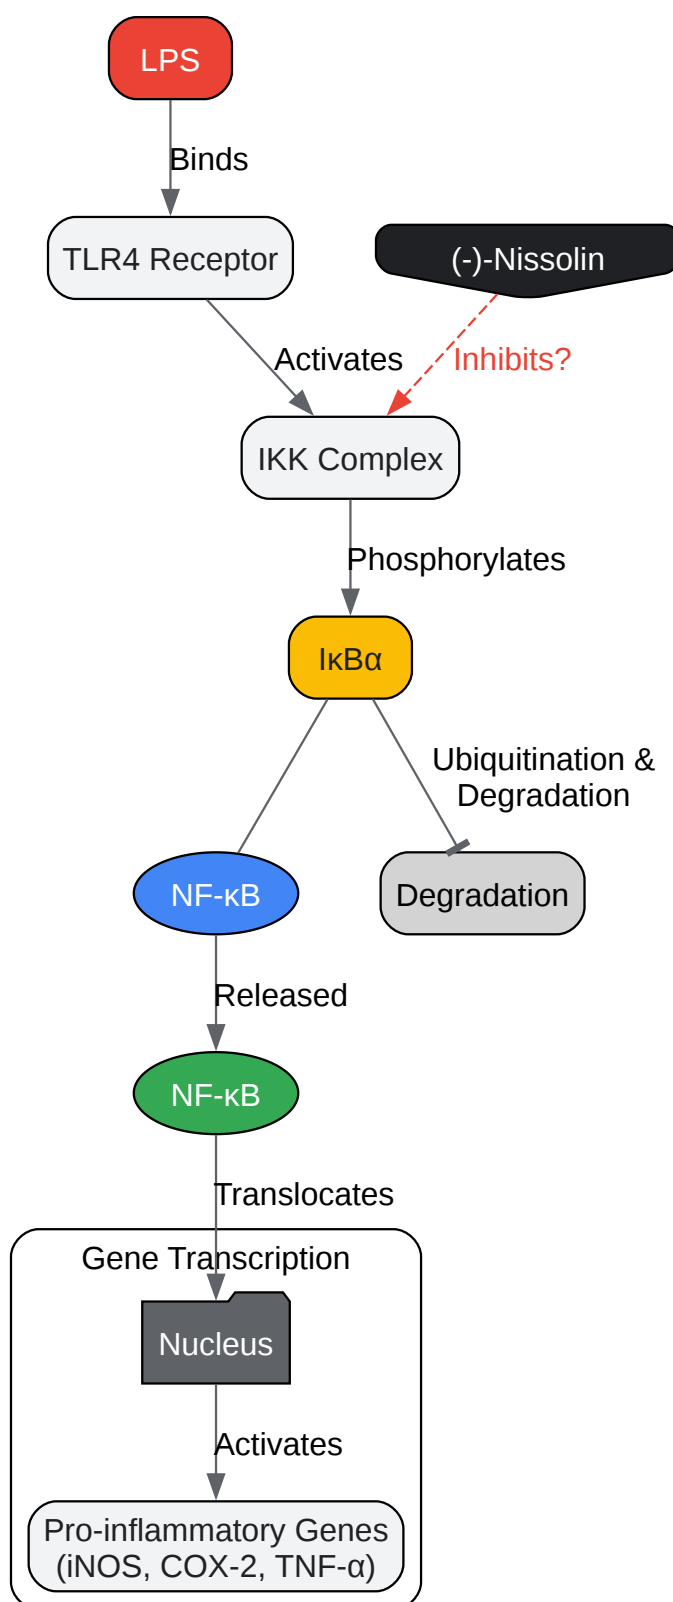 LPS
Binds
TLR4 Receptor
(-)-Nissolin
Activates
Inhibits?
IKK Complex
Phosphorylates
IκBα
Ubiquitination &
Degradation
NF-κB
Degradation
Released
NF-κB
Translocates
Gene Transcription
Nucleus
Activates
Pro-inflammatory Genes
(iNOS, COX-2, TNF-α)